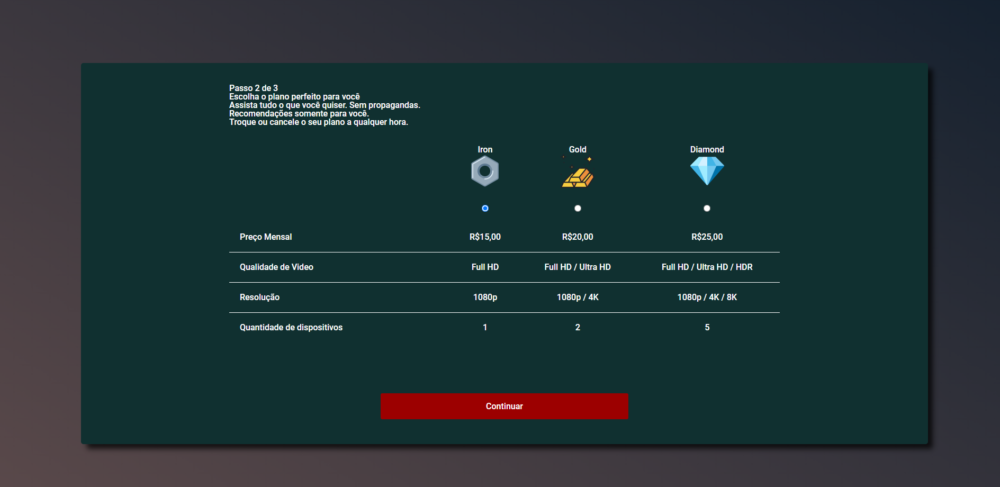 Passo 2 de 3
Escolha o plano perfeito para você
Assista tudo o que você quiser. Sem propagandas.
Recomendações somente para você.
Troque ou cancele o seu plano a qualquer hora.
Iron Gold Diamond
Preço Mensal R$15,00 R$20,00 R$25,00
Qualidade de Video Full HD Full HD / Ultra HD Full HD / Ultra HD / HDR
Resolução 1080p 1080p / 4K 1080p / 4K / 8K
Quantidade de dispositivos 1 2 5
Continuar